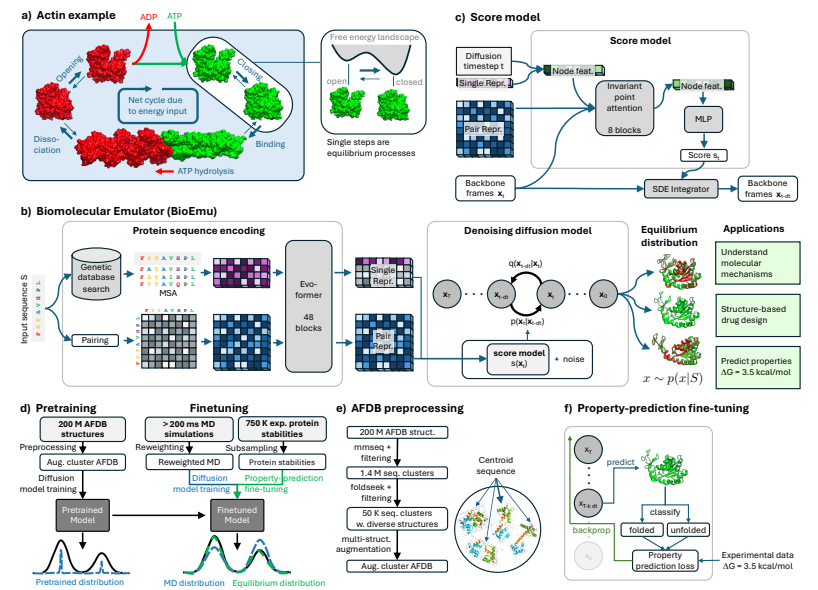 a) Actin example
ADP
ATP
Opening
Closing
Net cycle due
to energy input
Disso-
ciation
Binding
ATP hydrolysis
Free energy landscape
open
closed
Single steps are
equilibrium processes
c) Score model
Score model
Diffusion
timestep t
Single Repr.
Pair Repr.
Node feat.
Invariant
point
attention
8 blocks
Node feat.
MLP
Score sₜ
Backbone
frames xₜ
SDE Integrator
Backbone
frames xₜ₋dt
b) Biomolecular Emulator (BioEmu)
Protein sequence encoding
Input sequence S
Genetic
database
search
MSA
Pairing
Evo-
former
48
blocks
Single
Repr.
Pair
Repr.
Denoising diffusion model
q(xₜ₋dt|xₜ)
x_T
xₜ₋dt
xₜ
x₀
p(xₜ|xₜ₋dt)
score model
s(xₜ)
+ noise
Equilibrium
distribution
x ∼ p(x|S)
Applications
Understand
molecular
mechanisms
Structure-based
drug design
Predict properties
ΔG = 3.5 kcal/mol
d) Pretraining
200 M AFDB
structures
Preprocessing
Aug. cluster AFDB
Diffusion
model training
Pretrained
Model
Pretrained distribution
Finetuning
> 200 ms MD
simulations
750 K exp. protein
stabilities
Reweighting
Subsampling
Reweighted MD
Protein stabilities
Diffusion
model training
Property-prediction
fine-tuning
Finetuned
Model
MD distribution
Equilibrium distribution
e) AFDB preprocessing
200 M AFDB struct.
mmseq +
filtering
1.4 M seq. clusters
foldseek +
filtering
50 K seq. clusters
w. diverse structures
multi-struct.
augmentation
Aug. cluster AFDB
Centroid
sequence
f) Property-prediction fine-tuning
x_T
predict
x_T-k dt
classify
folded
unfolded
backprop
x₀
Property
prediction loss
Experimental data
ΔG = 3.5 kcal/mol